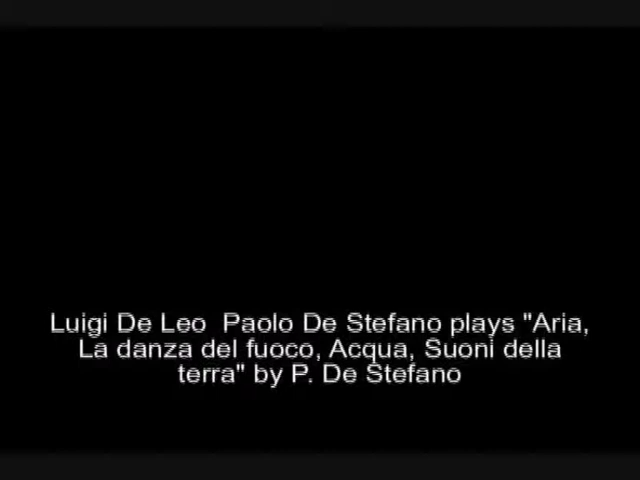 Luigi De Leo  Paolo De Stefano plays "Aria,
La danza del fuoco, Acqua, Suoni della
terra" by P. De Stefano